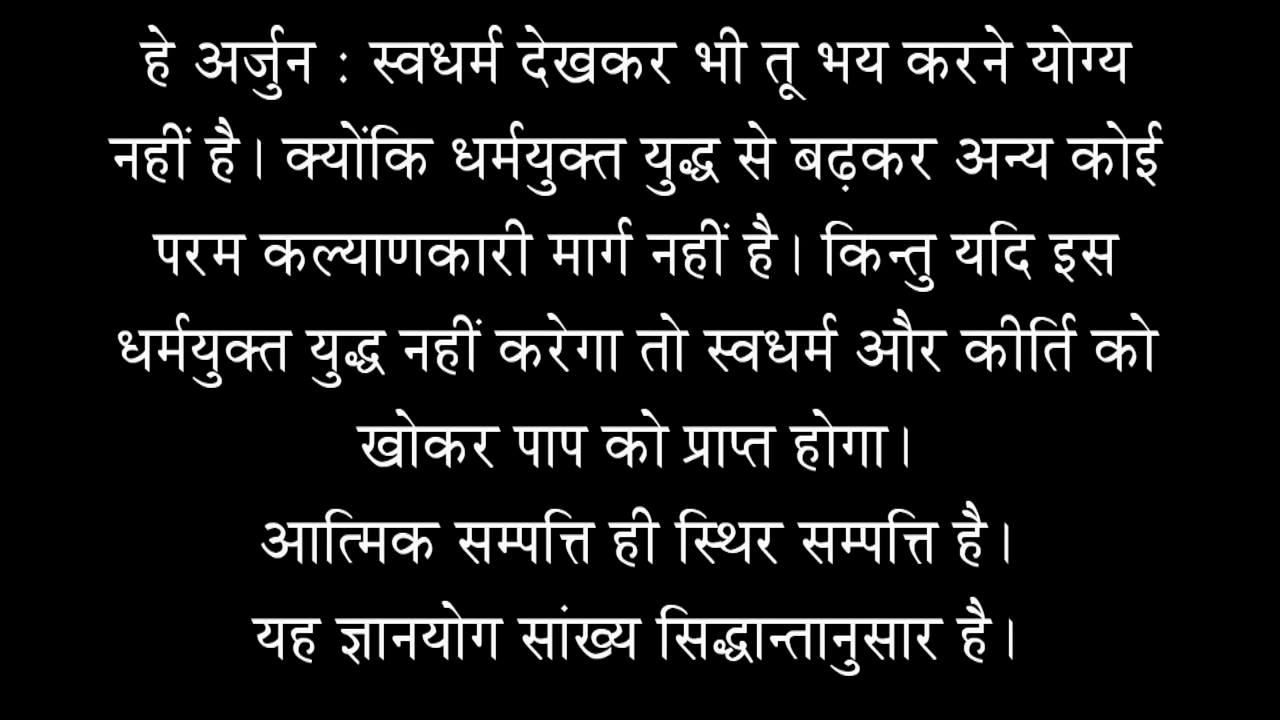 हे अर्जुन : स्वधर्म देखकर भी तू भय करने योग्य
नहीं है। क्योंकि धर्मयुक्त युद्ध से बढ़कर अन्य कोई
परम कल्याणकारी मार्ग नहीं है। किन्तु यदि इस
धर्मयुक्त युद्ध नहीं करेगा तो स्वधर्म और कीर्ति को
खोकर पाप को प्राप्त होगा।
आत्मिक सम्पत्ति ही स्थिर सम्पत्ति है।
यह ज्ञानयोग सांख्य सिद्धान्तानुसार है।